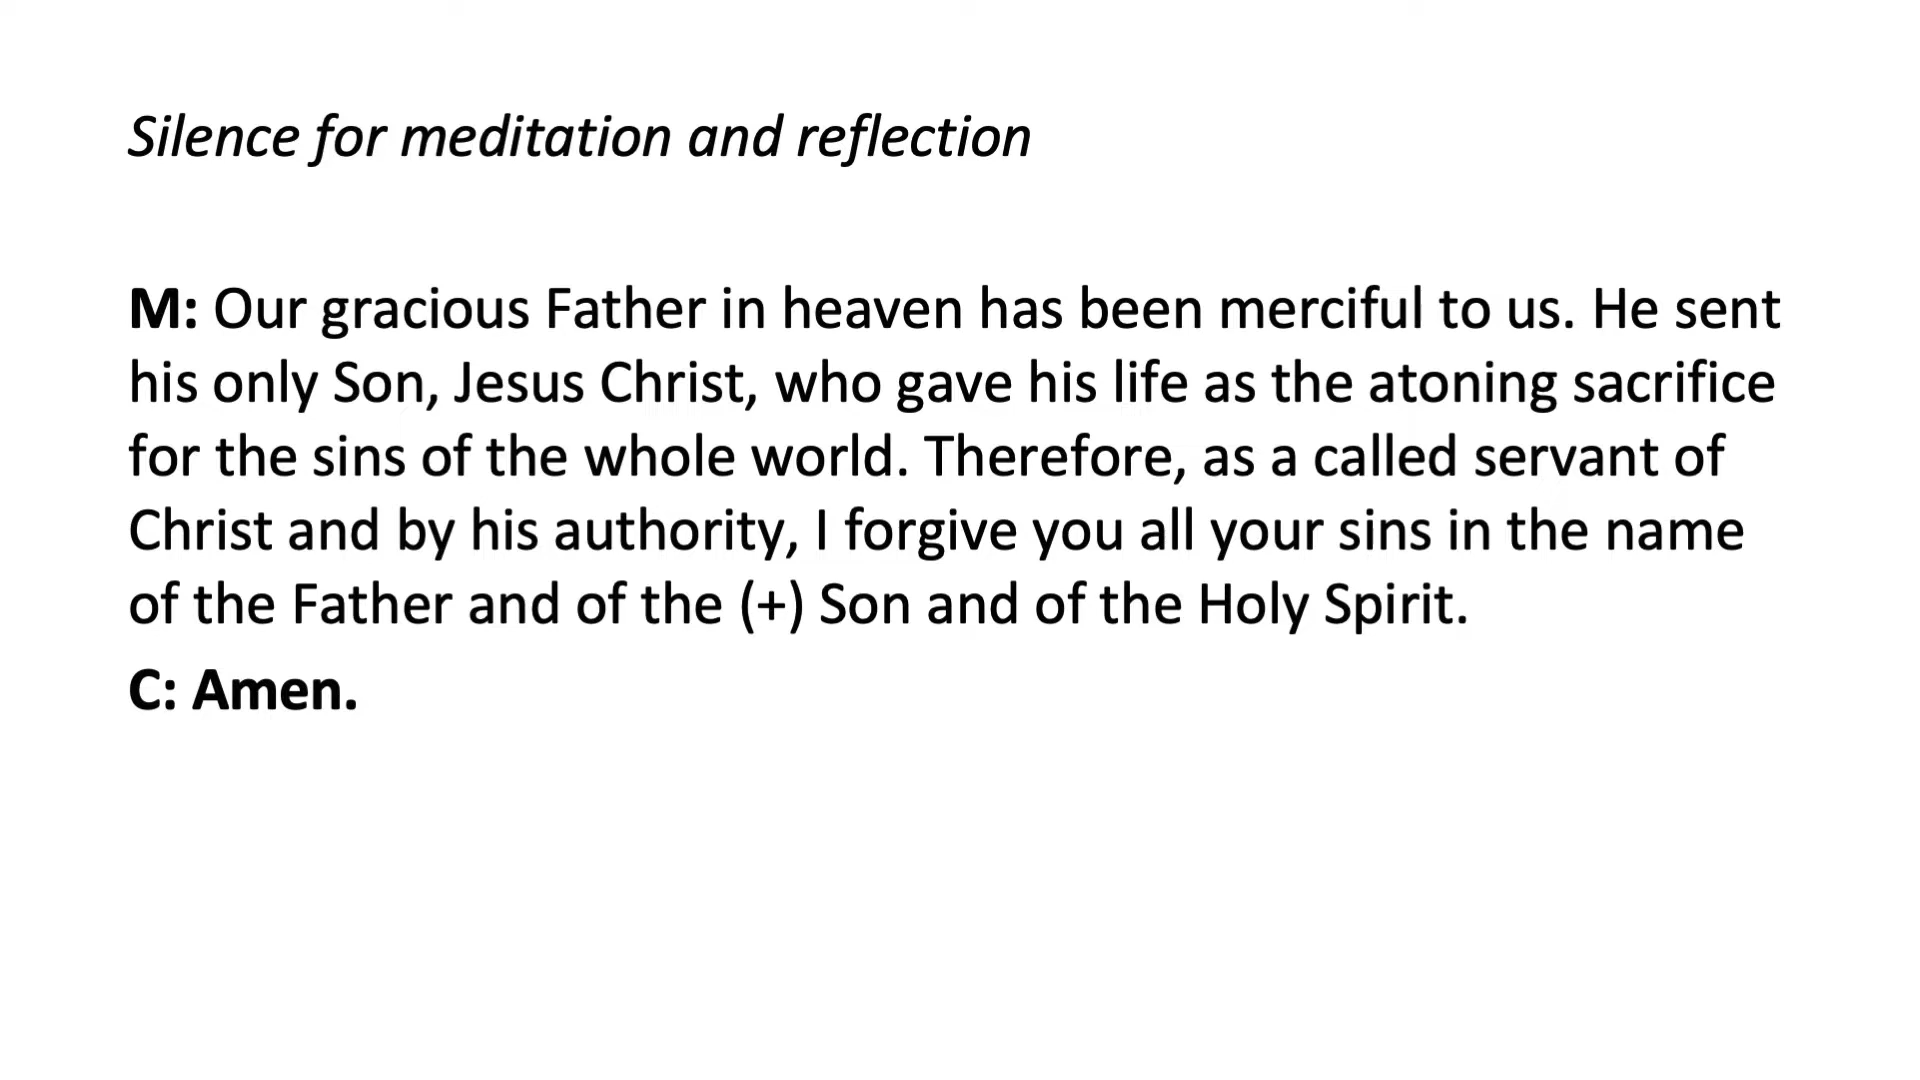 Silence for meditation and reflection
M: Our gracious Father in heaven has been merciful to us. He sent
his only Son, Jesus Christ, who gave his life as the atoning sacrifice
for the sins of the whole world. Therefore, as a called servant of
Christ and by his authority, I forgive you all your sins in the name
of the Father and of the (+) Son and of the Holy Spirit.
C: Amen.